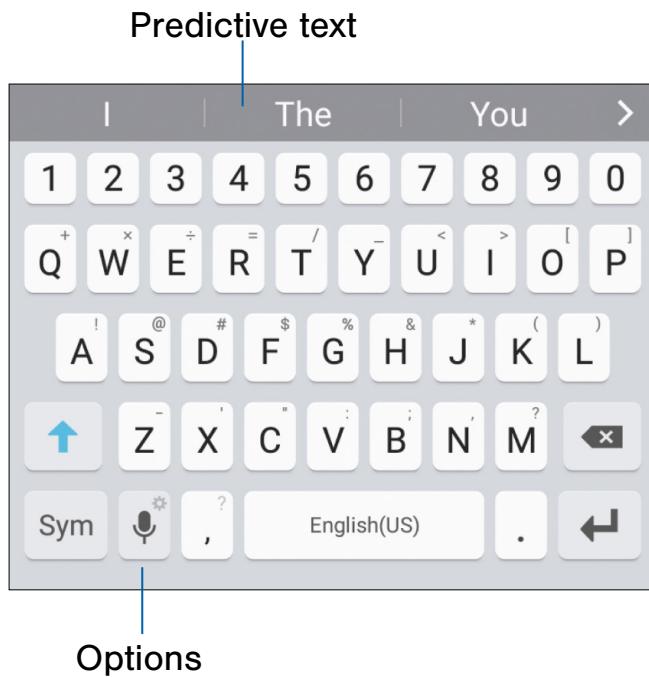 Predictive text
I The You >
1 2 3 4 5 6 7 8 9 0
+ × ÷ = / _ < > [ ]
Q W E R T Y U I O P
! @ # $ % & * ( )
A S D F G H J K L
- ' " : ; , ?
Z X C V B N M
?
Sym , English(US) .
Options